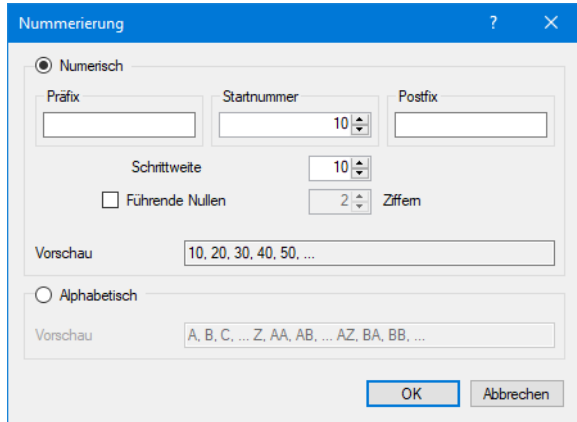 Nummerierung
Numerisch
Präfix Startnummer Postfix
10
Schrittweite 10
Führende Nullen 2 Ziffern
Vorschau 10, 20, 30, 40, 50, ...
Alphabetisch
Vorschau A, B, C, ... Z, AA, AB, ... AZ, BA, BB, ...
OK Abbrechen